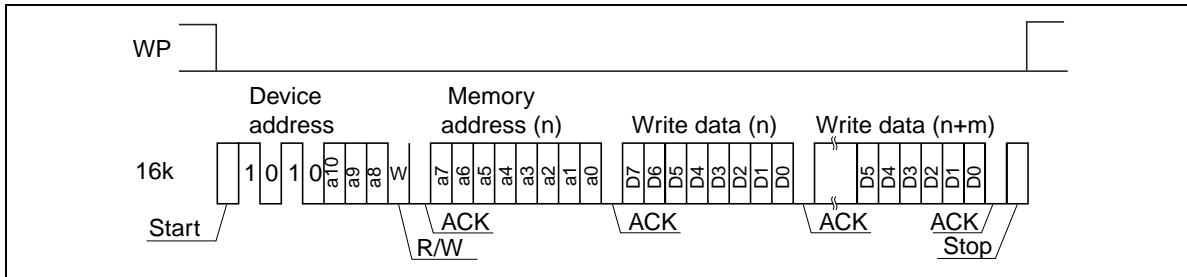 WP
Device address
Memory address (n)
Write data (n)
Write data (n+m)
16k
1 0 1 0 a10 a9 a8 W
a7 a6 a5 a4 a3 a2 a1 a0
D7 D6 D5 D4 D3 D2 D1 D0
D5 D4 D3 D2 D1 D0
Start
R/W
ACK
ACK
ACK
ACK
Stop